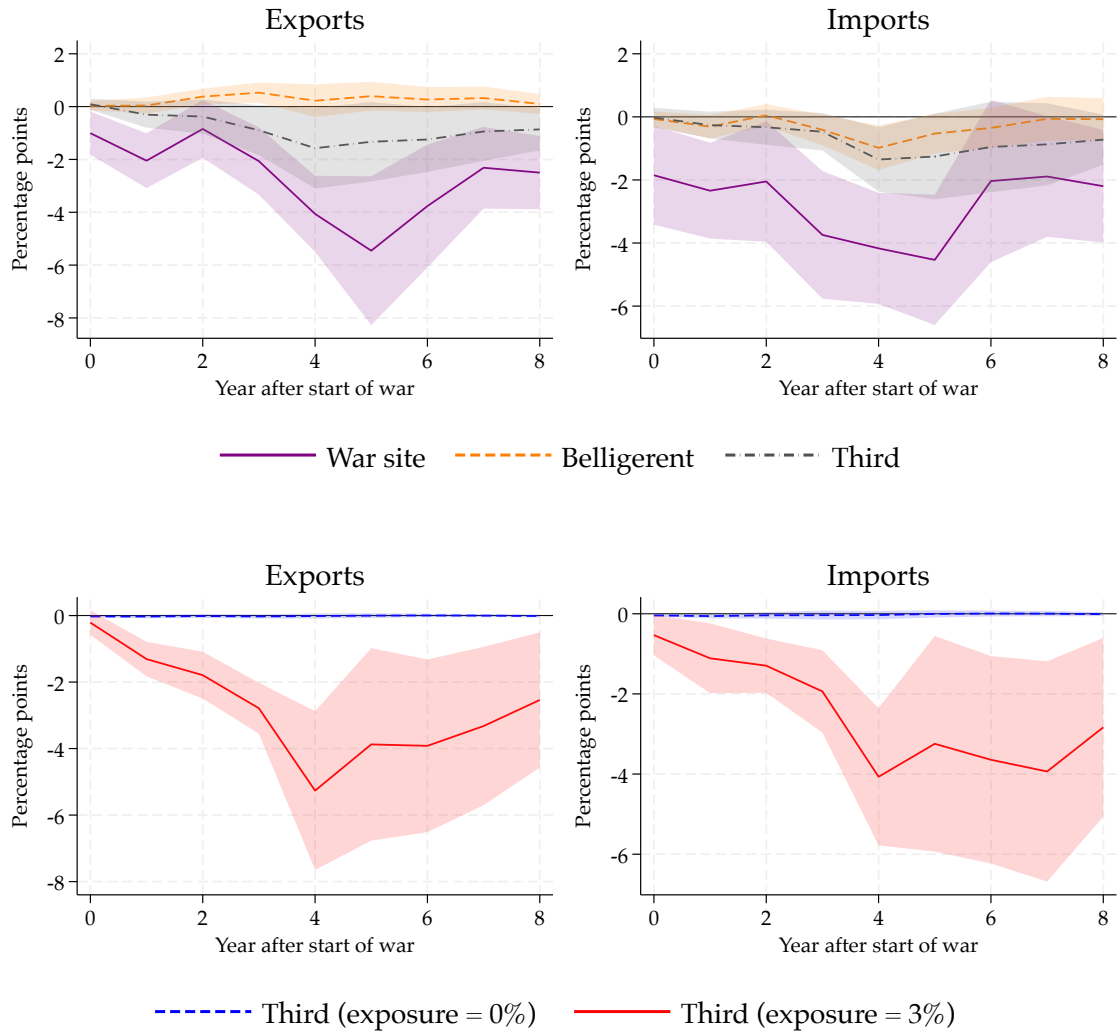 Exports
Imports
Percentage points
2
0
-2
-4
-6
-8
0 2 4 6 8
Year after start of war
Percentage points
2
0
-2
-4
-6
0 2 4 6 8
Year after start of war
War site Belligerent Third
Exports
Imports
Percentage points
0
-2
-4
-6
-8
0 2 4 6 8
Year after start of war
Percentage points
0
-2
-4
-6
0 2 4 6 8
Year after start of war
Third (exposure = 0%) Third (exposure = 3%)